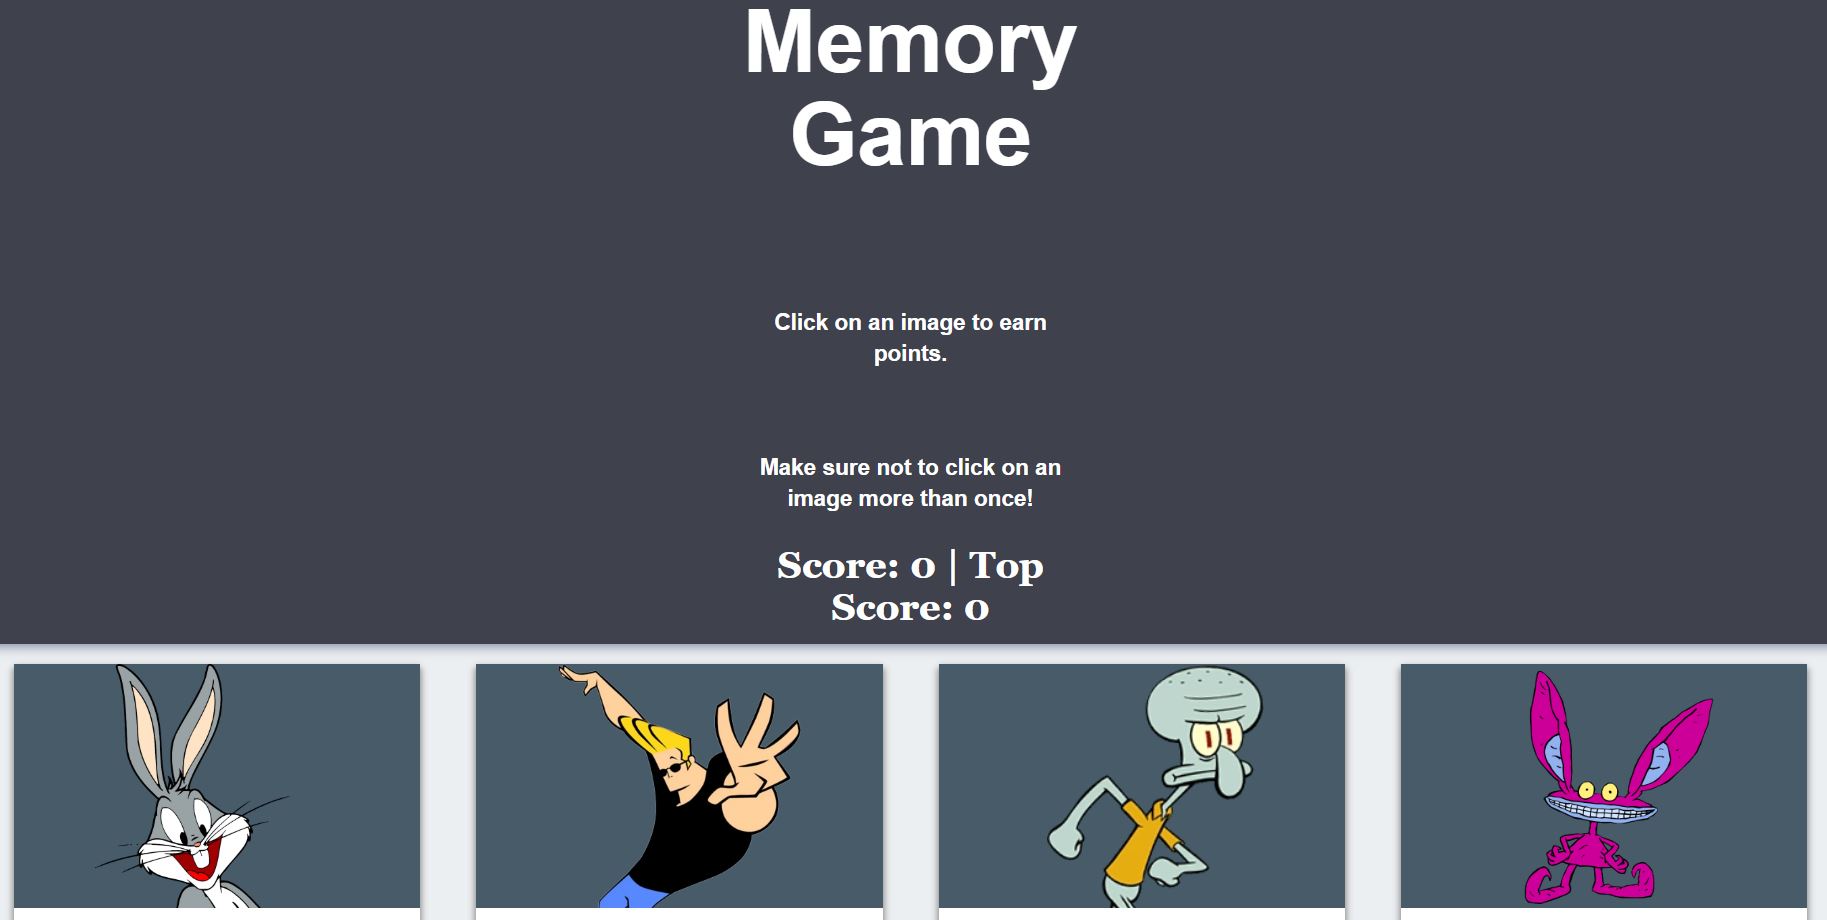 Memory
Game
Click on an image to earn
points.
Make sure not to click on an
image more than once!
Score: 0 | Top
Score: 0